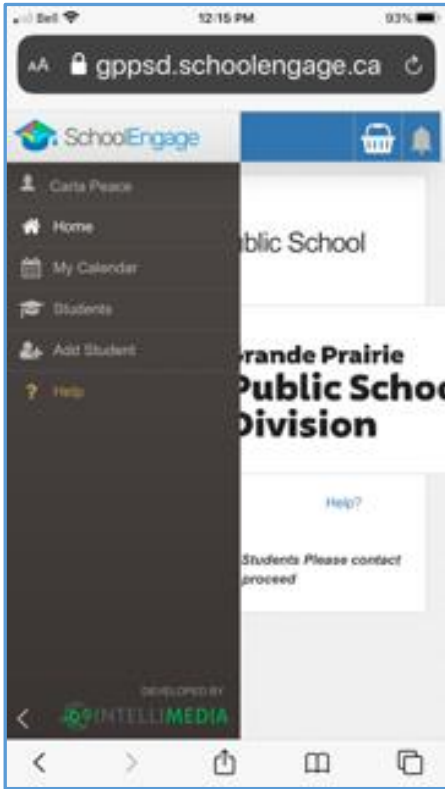 Bell 12:15 PM 93%
AA gppsd.schoolengage.ca
SchoolEngage
Carla Peace
Home
ublic School
My Calendar
Students
Add Student
rande Prairie
Public Schoo
Division
Help
Help?
Students Please contact
proceed
DEVELOPED BY
INTELLIMEDIA